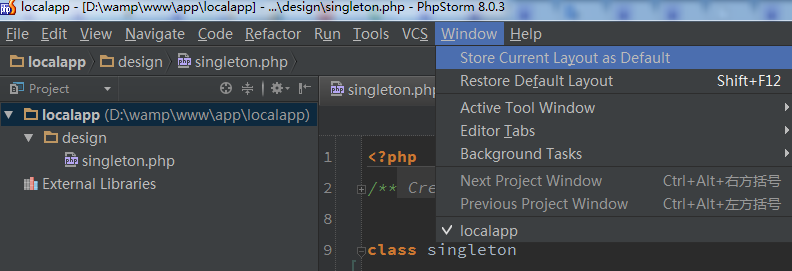 localapp - [D:\wamp\www\app\localapp] - ...\design\singleton.php - PhpStorm 8.0.3
File Edit View Navigate Code Refactor Run Tools VCS Window Help
localapp design singleton.php
Store Current Layout as Default
Restore Default Layout Shift+F12
Project
singleton.php
localapp (D:\wamp\www\app\localapp)
Active Tool Window
design
Editor Tabs
singleton.php
Background Tasks
1 <?php
External Libraries
Next Project Window Ctrl+Alt+右方括号
2 /** Cre
Previous Project Window Ctrl+Alt+左方括号
8
localapp
9 class singleton